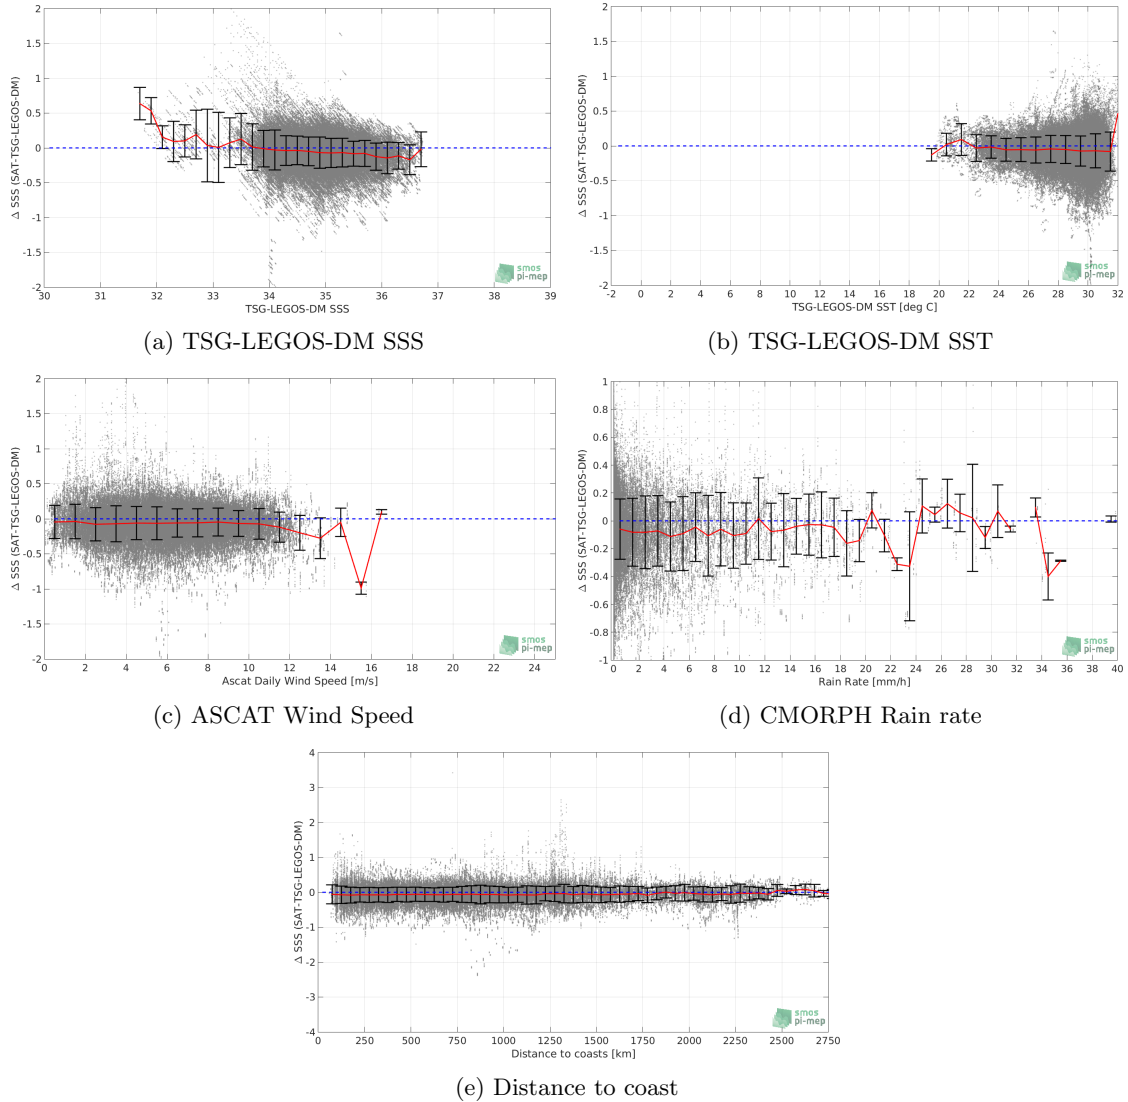 2
1.5
1
0.5
0
-0.5
-1
-1.5
-2
Δ SSS (SAT-TSG-LEGOS-DM)
30 31 32 33 34 35 36 37 38 39
TSG-LEGOS-DM SSS
smos
pi-mep
(a) TSG-LEGOS-DM SSS
2
1.5
1
0.5
0
-0.5
-1
-1.5
-2
Δ SSS (SAT-TSG-LEGOS-DM)
-2 0 2 4 6 8 10 12 14 16 18 20 22 24 26 28 30 32
TSG-LEGOS-DM SST [deg C]
smos
pi-mep
(b) TSG-LEGOS-DM SST
2
1.5
1
0.5
0
-0.5
-1
-1.5
-2
Δ SSS (SAT-TSG-LEGOS-DM)
0 2 4 6 8 10 12 14 16 18 20 22 24
Ascat Daily Wind Speed [m/s]
smos
pi-mep
(c) ASCAT Wind Speed
1
0.8
0.6
0.4
0.2
0
-0.2
-0.4
-0.6
-0.8
-1
Δ SSS (SAT-TSG-LEGOS-DM)
0 2 4 6 8 10 12 14 16 18 20 22 24 26 28 30 32 34 36 38 40
Rain Rate [mm/h]
smos
pi-mep
(d) CMORPH Rain rate
4
3
2
1
0
-1
-2
-3
-4
Δ SSS (SAT-TSG-LEGOS-DM)
0 250 500 750 1000 1250 1500 1750 2000 2250 2500 2750
Distance to coasts [km]
smos
pi-mep
(e) Distance to coast